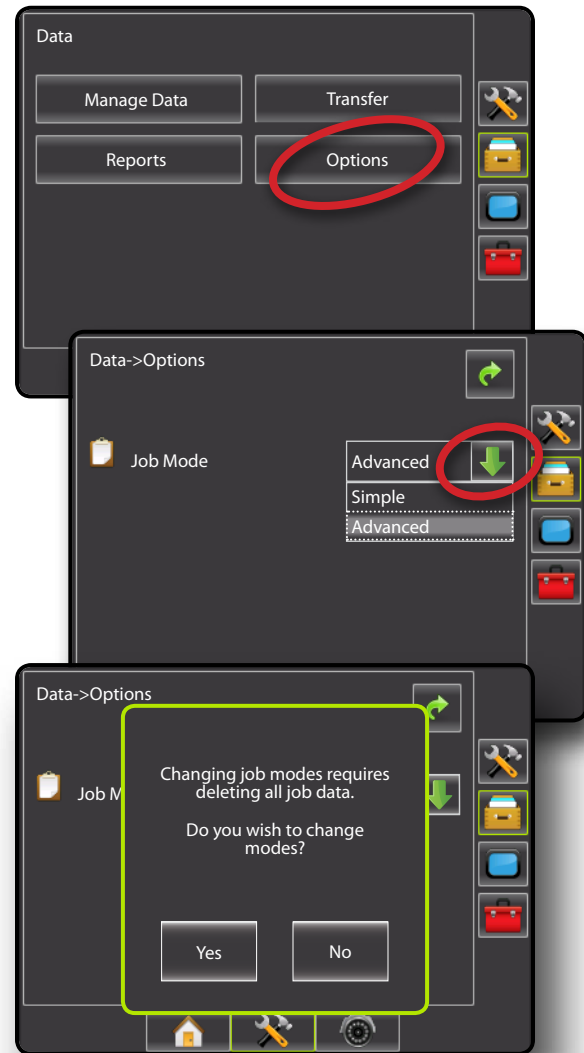 Data
Manage Data Transfer
Reports Options
Data->Options
Job Mode Advanced
Simple
Advanced
Data->Options
Job M
Changing job modes requires
deleting all job data.
Do you wish to change
modes?
Yes No